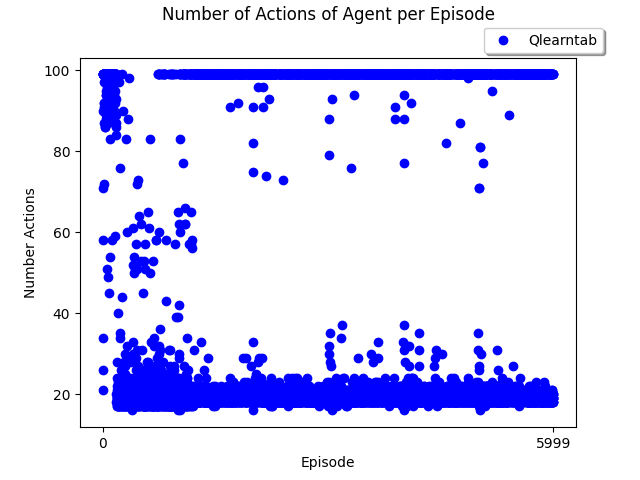 Number of Actions of Agent per Episode
Qlearntab
100
80
60
40
20
Number Actions
0
5999
Episode